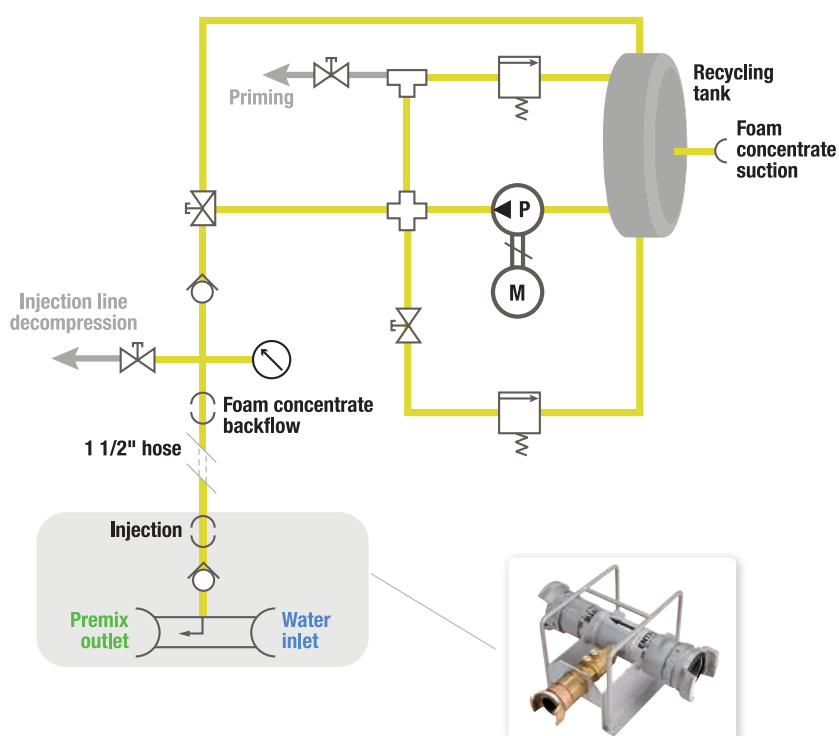 Priming
Recycling
tank
Foam
concentrate
suction
P
M
Injection line
decompression
Foam concentrate
backflow
1 1/2" hose
Injection
Premix
outlet
Water
inlet